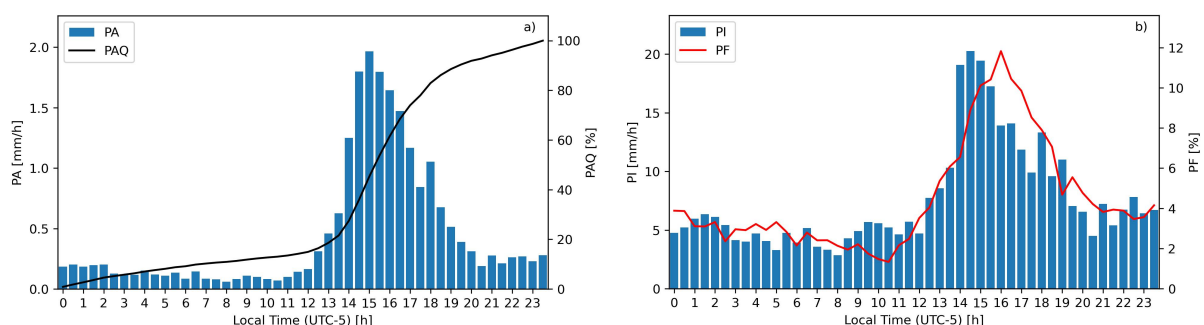 a)
PA
PAQ
2.0
1.5
1.0
0.5
0.0
PA [mm/h]
100
80
60
40
20
0
PAQ [%]
0 1 2 3 4 5 6 7 8 9 10 11 12 13 14 15 16 17 18 19 20 21 22 23
Local Time (UTC-5) [h]
b)
PI
PF
20
15
10
5
0
PI [mm/h]
12
10
8
6
4
2
0
PF [%]
0 1 2 3 4 5 6 7 8 9 10 11 12 13 14 15 16 17 18 19 20 21 22 23
Local Time (UTC-5) [h]